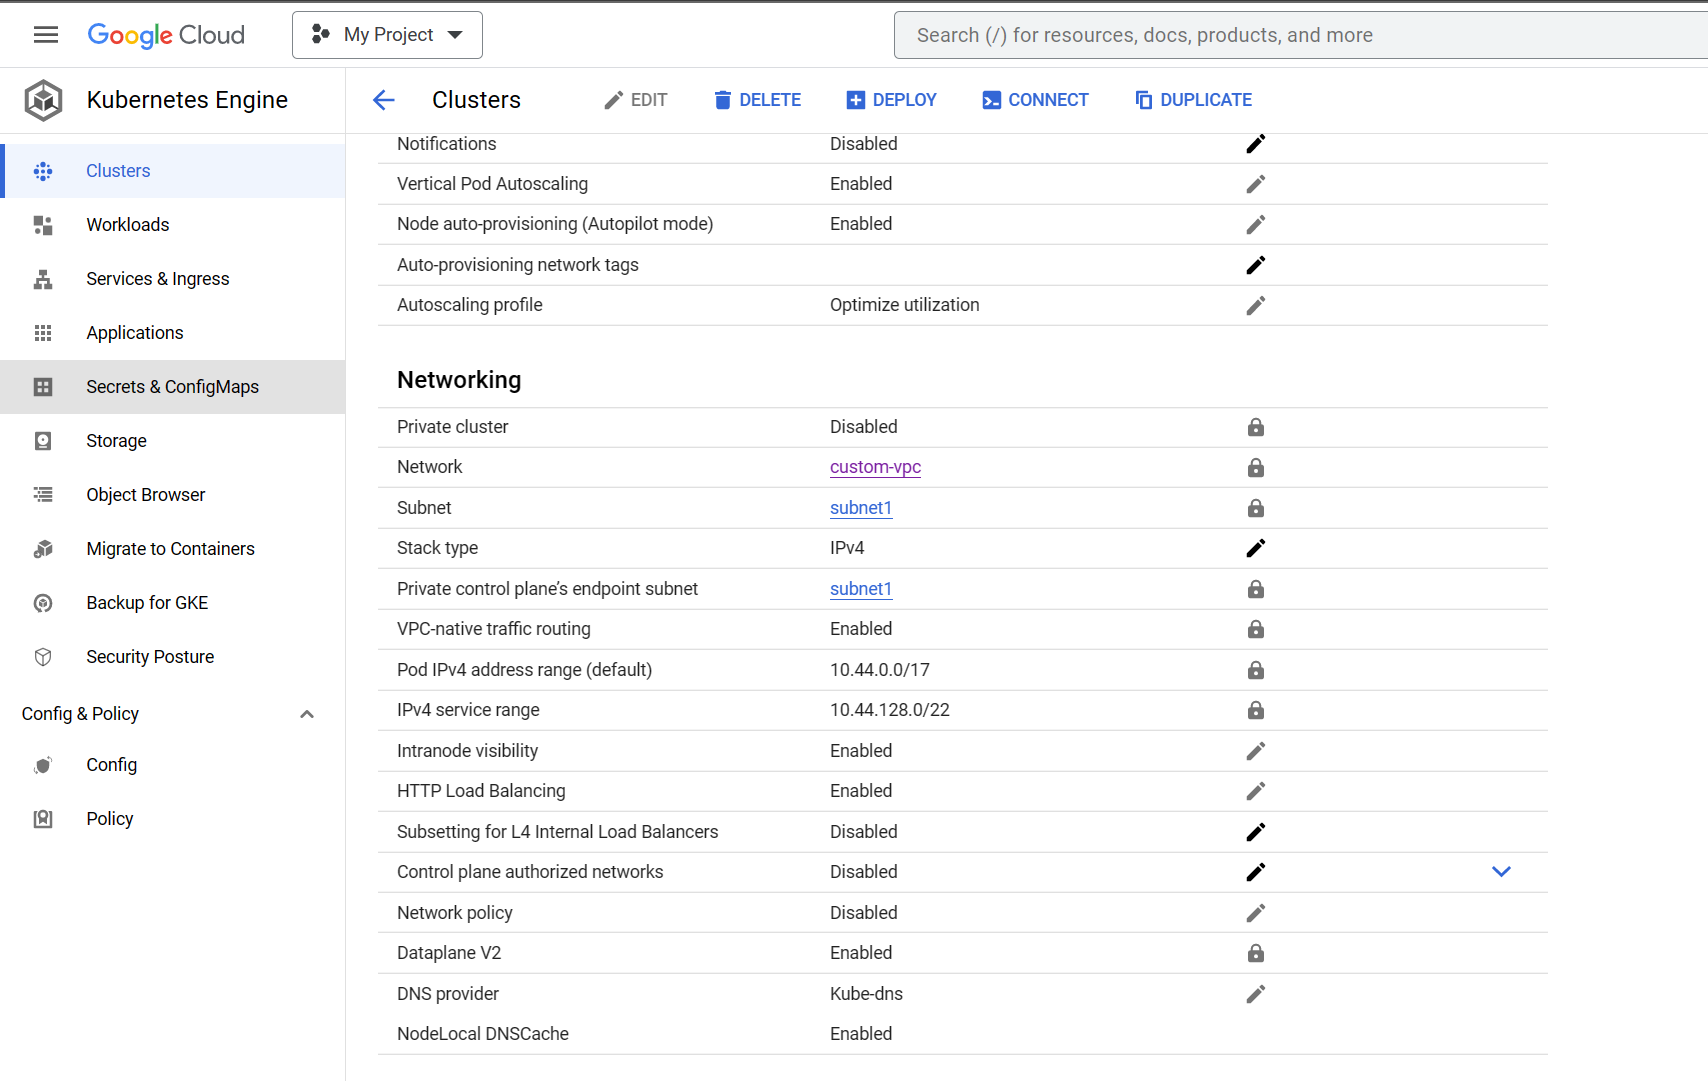 Google Cloud
My Project
Search (/) for resources, docs, products, and more
Kubernetes Engine
Clusters
EDIT
DELETE
DEPLOY
CONNECT
DUPLICATE
Clusters
Workloads
Services & Ingress
Applications
Secrets & ConfigMaps
Storage
Object Browser
Migrate to Containers
Backup for GKE
Security Posture
Config & Policy
Config
Policy
Notifications Disabled
Vertical Pod Autoscaling Enabled
Node auto-provisioning (Autopilot mode) Enabled
Auto-provisioning network tags
Autoscaling profile Optimize utilization
Networking
Private cluster Disabled
Network custom-vpc
Subnet subnet1
Stack type IPv4
Private control plane’s endpoint subnet subnet1
VPC-native traffic routing Enabled
Pod IPv4 address range (default) 10.44.0.0/17
IPv4 service range 10.44.128.0/22
Intranode visibility Enabled
HTTP Load Balancing Enabled
Subsetting for L4 Internal Load Balancers Disabled
Control plane authorized networks Disabled
Network policy Disabled
Dataplane V2 Enabled
DNS provider Kube-dns
NodeLocal DNSCache Enabled